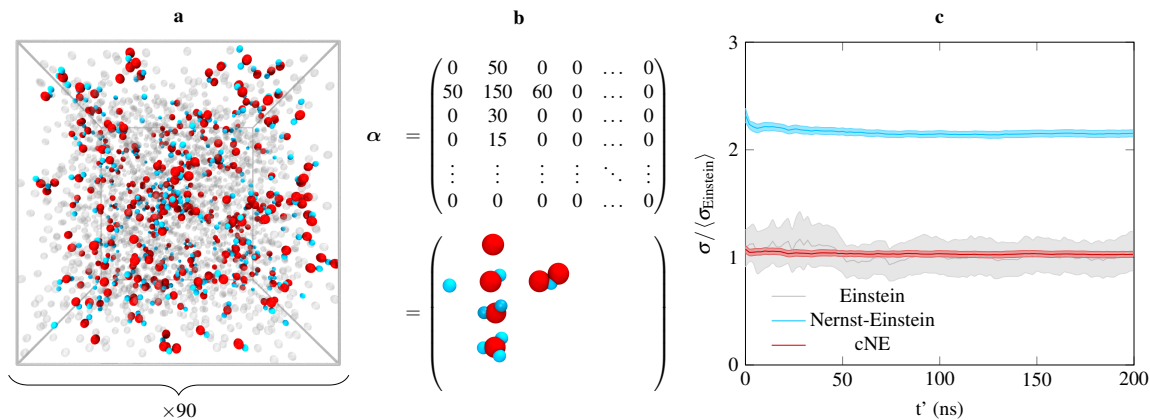 a
×90
b
α = ( 0 50 0 0 … 0
50 150 60 0 … 0
0 30 0 0 … 0
0 15 0 0 … 0
⋮ ⋮ ⋮ ⋮ ⋱ ⋮
0 0 0 0 … 0 )
= ( )
c
σ/⟨σEinstein⟩
3
2
1
0
Einstein
Nernst-Einstein
cNE
0 50 100 150 200
t' (ns)